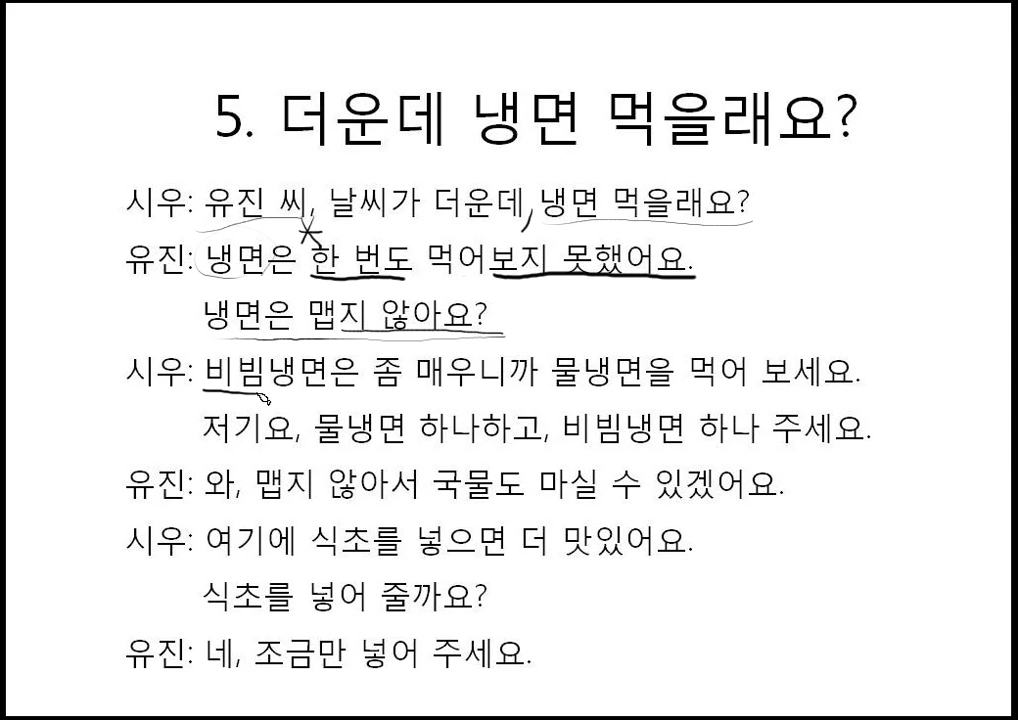 5. 더운데 냉면 먹을래요?
시우: 유진 씨, 날씨가 더운데, 냉면 먹을래요?
유진: 냉면은 한 번도 먹어보지 못했어요.
냉면은 맵지 않아요?
시우: 비빔냉면은 좀 매우니까 물냉면을 먹어 보세요.
저기요, 물냉면 하나하고, 비빔냉면 하나 주세요.
유진: 와, 맵지 않아서 국물도 마실 수 있겠어요.
시우: 여기에 식초를 넣으면 더 맛있어요.
식초를 넣어 줄까요?
유진: 네, 조금만 넣어 주세요.